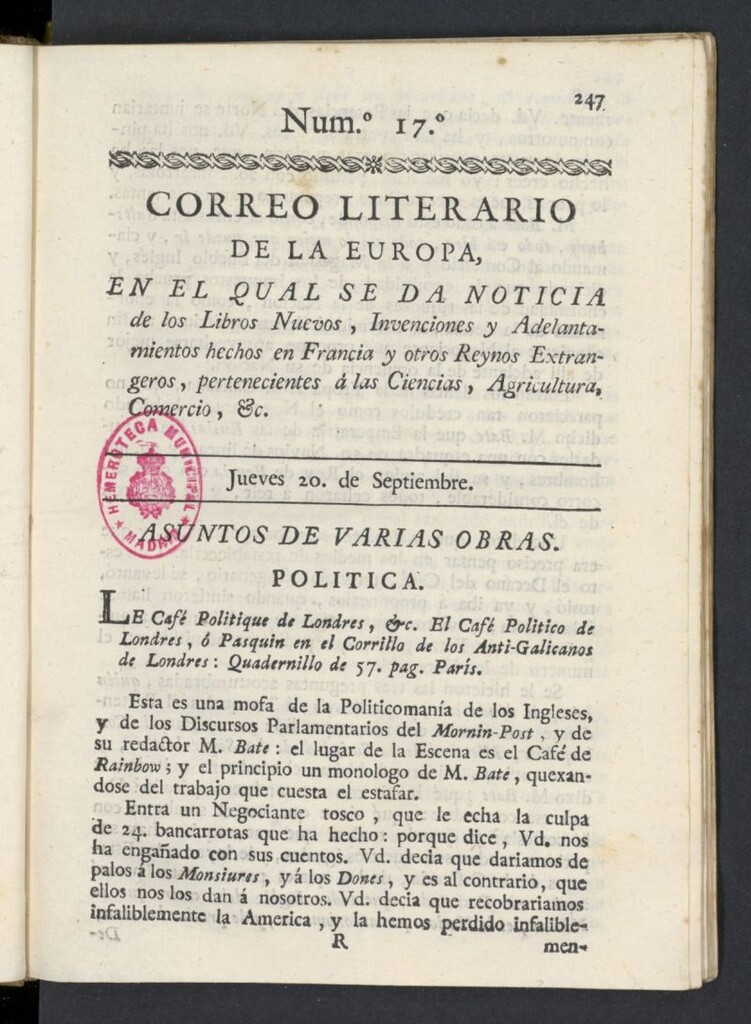 247
Num.º 17.º
CORREO LITERARIO
DE LA EUROPA,
EN EL QUAL SE DA NOTICIA
de los Libros Nuevos, Invenciones y Adelanta-
mientos hechos en Francia y otros Reynos Extran-
geros, pertenecientes á las Ciencias, Agricultura,
Comercio, &c.
HEMEROTECA MUNICIPAL
MADRID
Jueves 20. de Septiembre.
ASUNTOS DE VARIAS OBRAS.
POLITICA.
LE Café Politique de Londres, &c. El Café Politico de
Londres, ó Pasquin en el Corrillo de los Anti-Galicanos
de Londres: Quadernillo de 57. pag. París.
Esta es una mofa de la Politicomanía de los Ingleses,
y de los Discursos Parlamentarios del Mornin-Post, y de
su redactor M. Bate: el lugar de la Escena es el Café de
Rainbow; y el principio un monologo de M. Bate, quexan-
dose del trabajo que cuesta el estafar.
Entra un Negociante tosco, que le echa la culpa
de 24. bancarrotas que ha hecho: porque dice, Vd. nos
ha engañado con sus cuentos. Vd. decia que dariamos de
palos á los Monsiures, y á los Dones, y es al contrario, que
ellos nos los dan á nosotros. Vd. decia que recobrariamos
infaliblemente la America, y la hemos perdido infalible-
R
men-